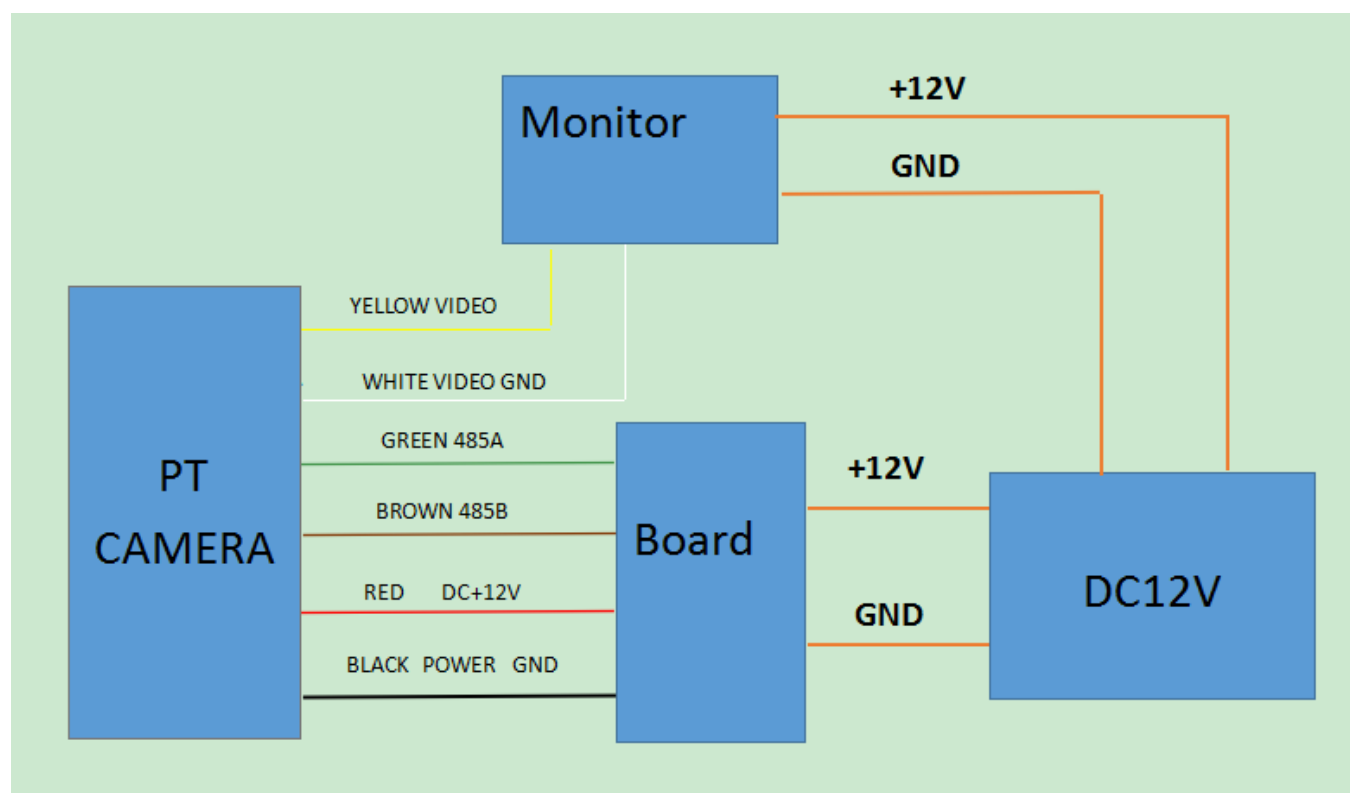 Monitor
+12V
GND
YELLOW VIDEO
WHITE VIDEO GND
GREEN 485A
BROWN 485B
RED DC+12V
BLACK POWER GND
PT
CAMERA
Board
+12V
GND
DC12V